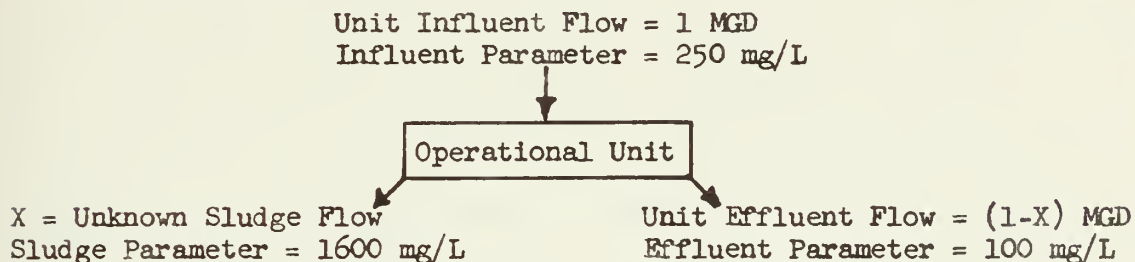 Unit Influent Flow = 1 MGD
Influent Parameter = 250 mg/L
Operational Unit
X = Unknown Sludge Flow
Sludge Parameter = 1600 mg/L
Unit Effluent Flow = (1-X) MGD
Effluent Parameter = 100 mg/L